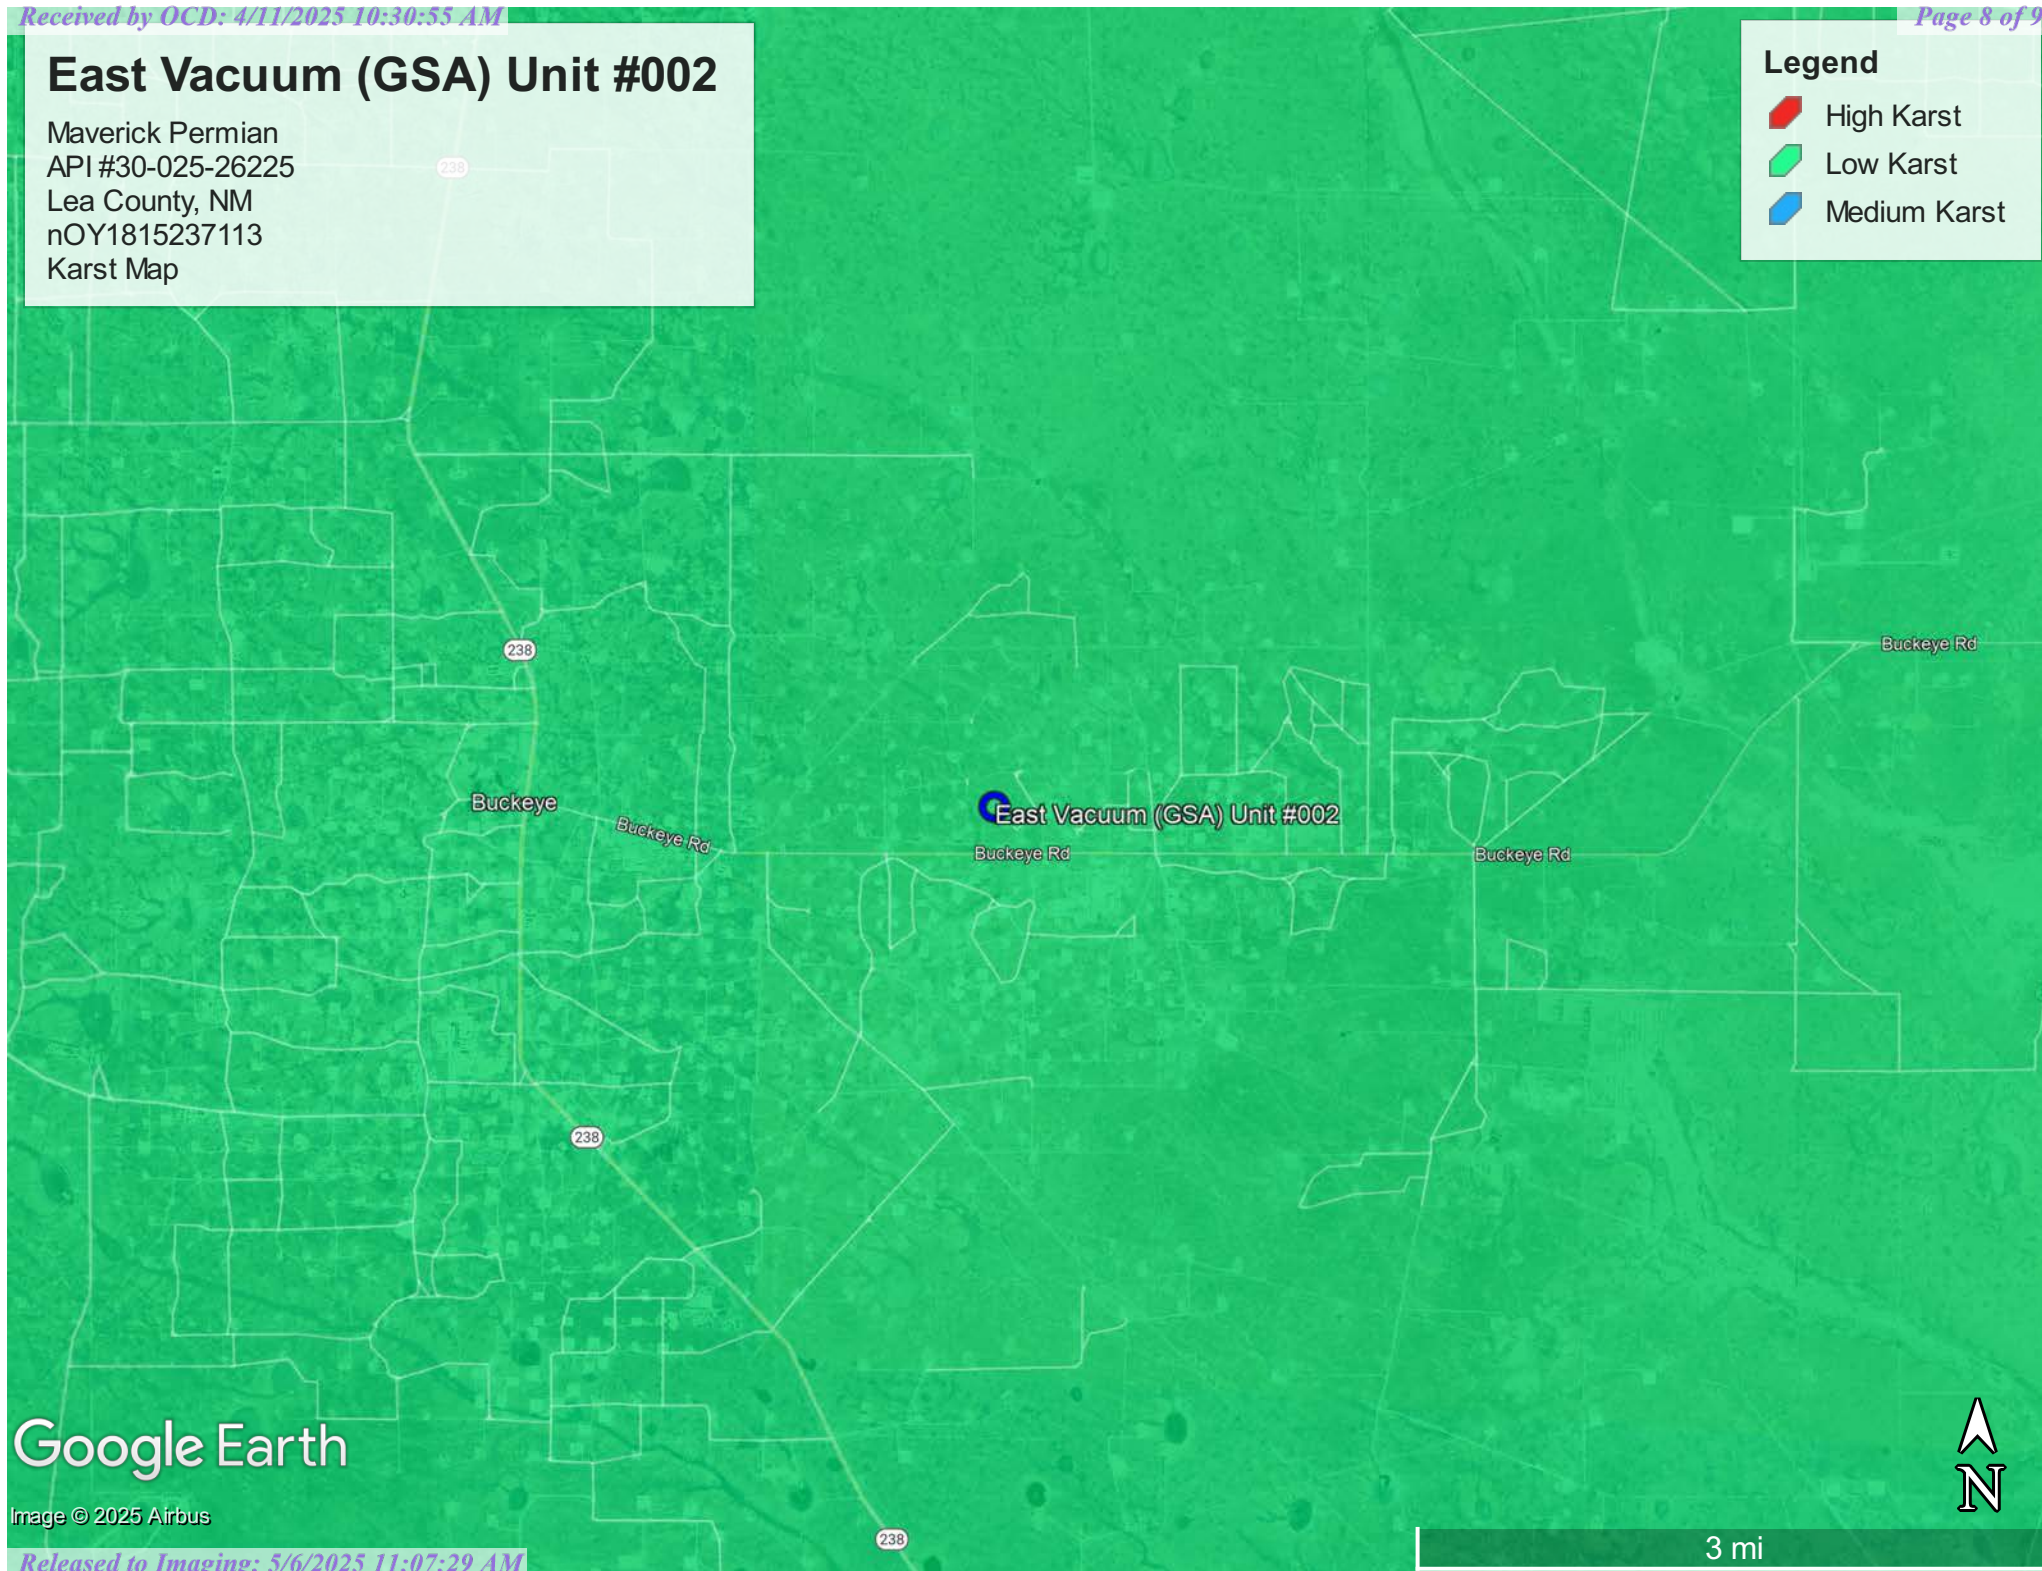 Received by OCD: 4/11/2025 10:30:55 AM
Page 8 of 9
East Vacuum (GSA) Unit #002
Maverick Permian
API #30-025-26225
Lea County, NM
nOY1815237113
Karst Map
Legend
High Karst
Low Karst
Medium Karst
238
238
Buckeye Rd
Buckeye
Buckeye Rd
East Vacuum (GSA) Unit #002
Buckeye Rd
Buckeye Rd
238
Google Earth
Image © 2025 Airbus
N
238
3 mi
Released to Imaging: 5/6/2025 11:07:29 AM